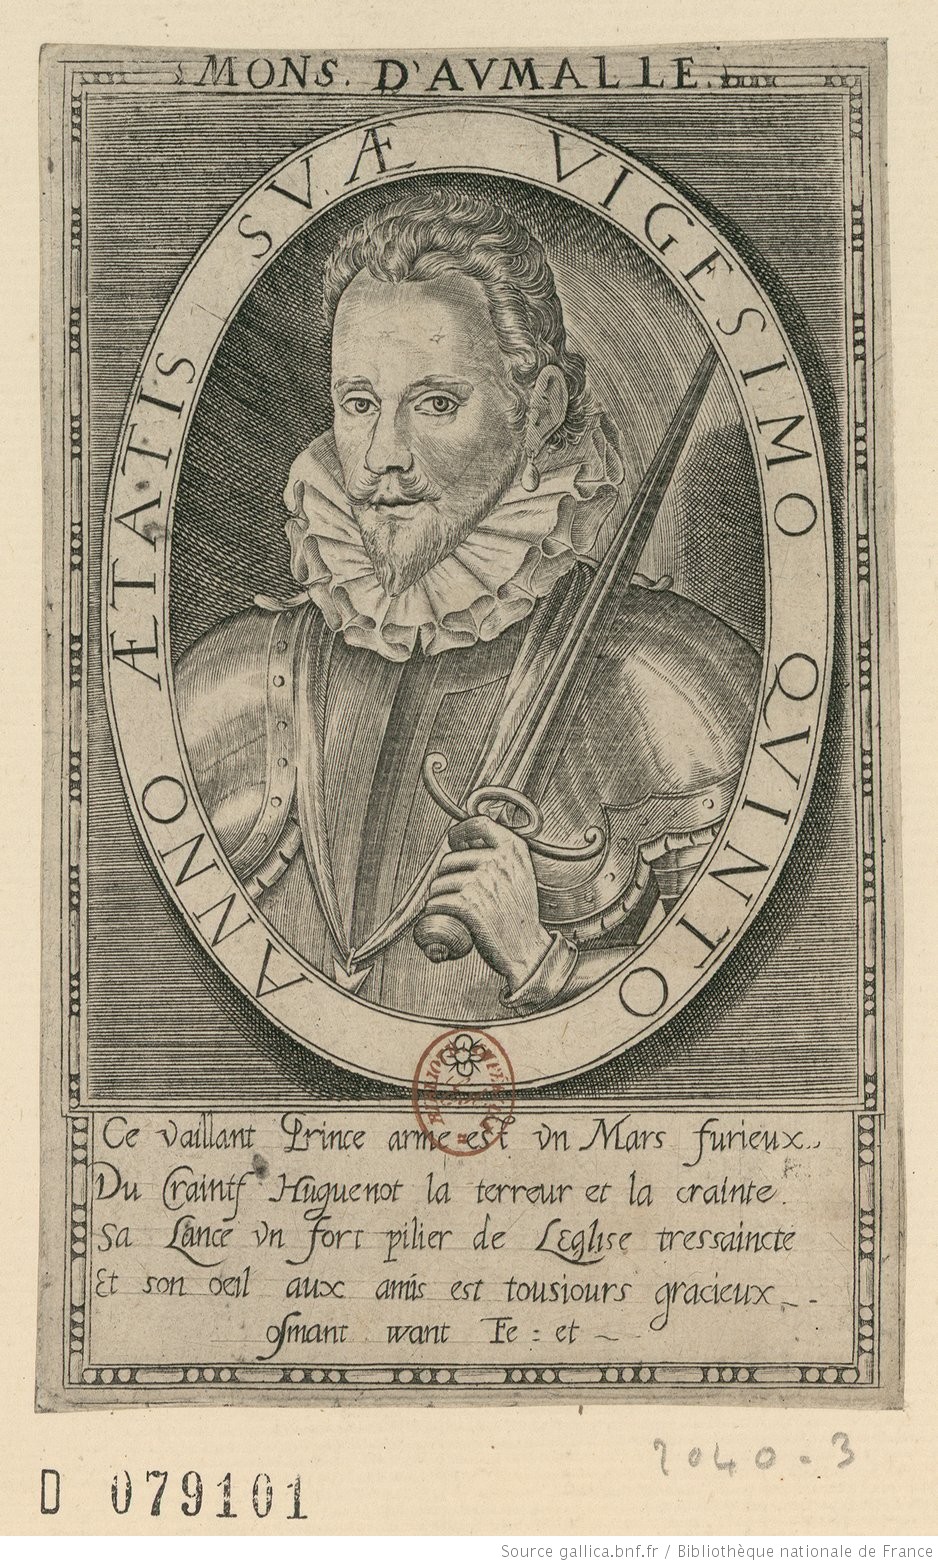 MONS. D'AVMALLE
ANNO ÆTATIS SVÆ VIGESIMO QVINTO
Ce vaillant Prince arme est vn Mars furieux..
Du Craintf Huguenot la terreur et la crainte.
Sa Lance vn fort pilier de Leglise tressaincte
Et son oeil aux amis est tousiours gracieux
osmant want Fe : et
D 079101
2040-3
Source gallica.bnf.fr / Bibliothèque nationale de France